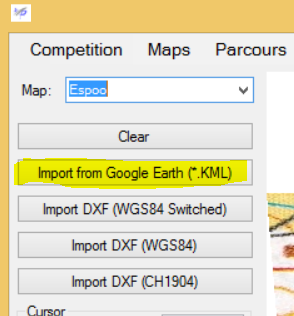 Competition Maps Parcours
Map: Espoo
Clear
Import from Google Earth (*.KML)
Import DXF (WGS84 Switched)
Import DXF (WGS84)
Import DXF (CH1904)
Cursor